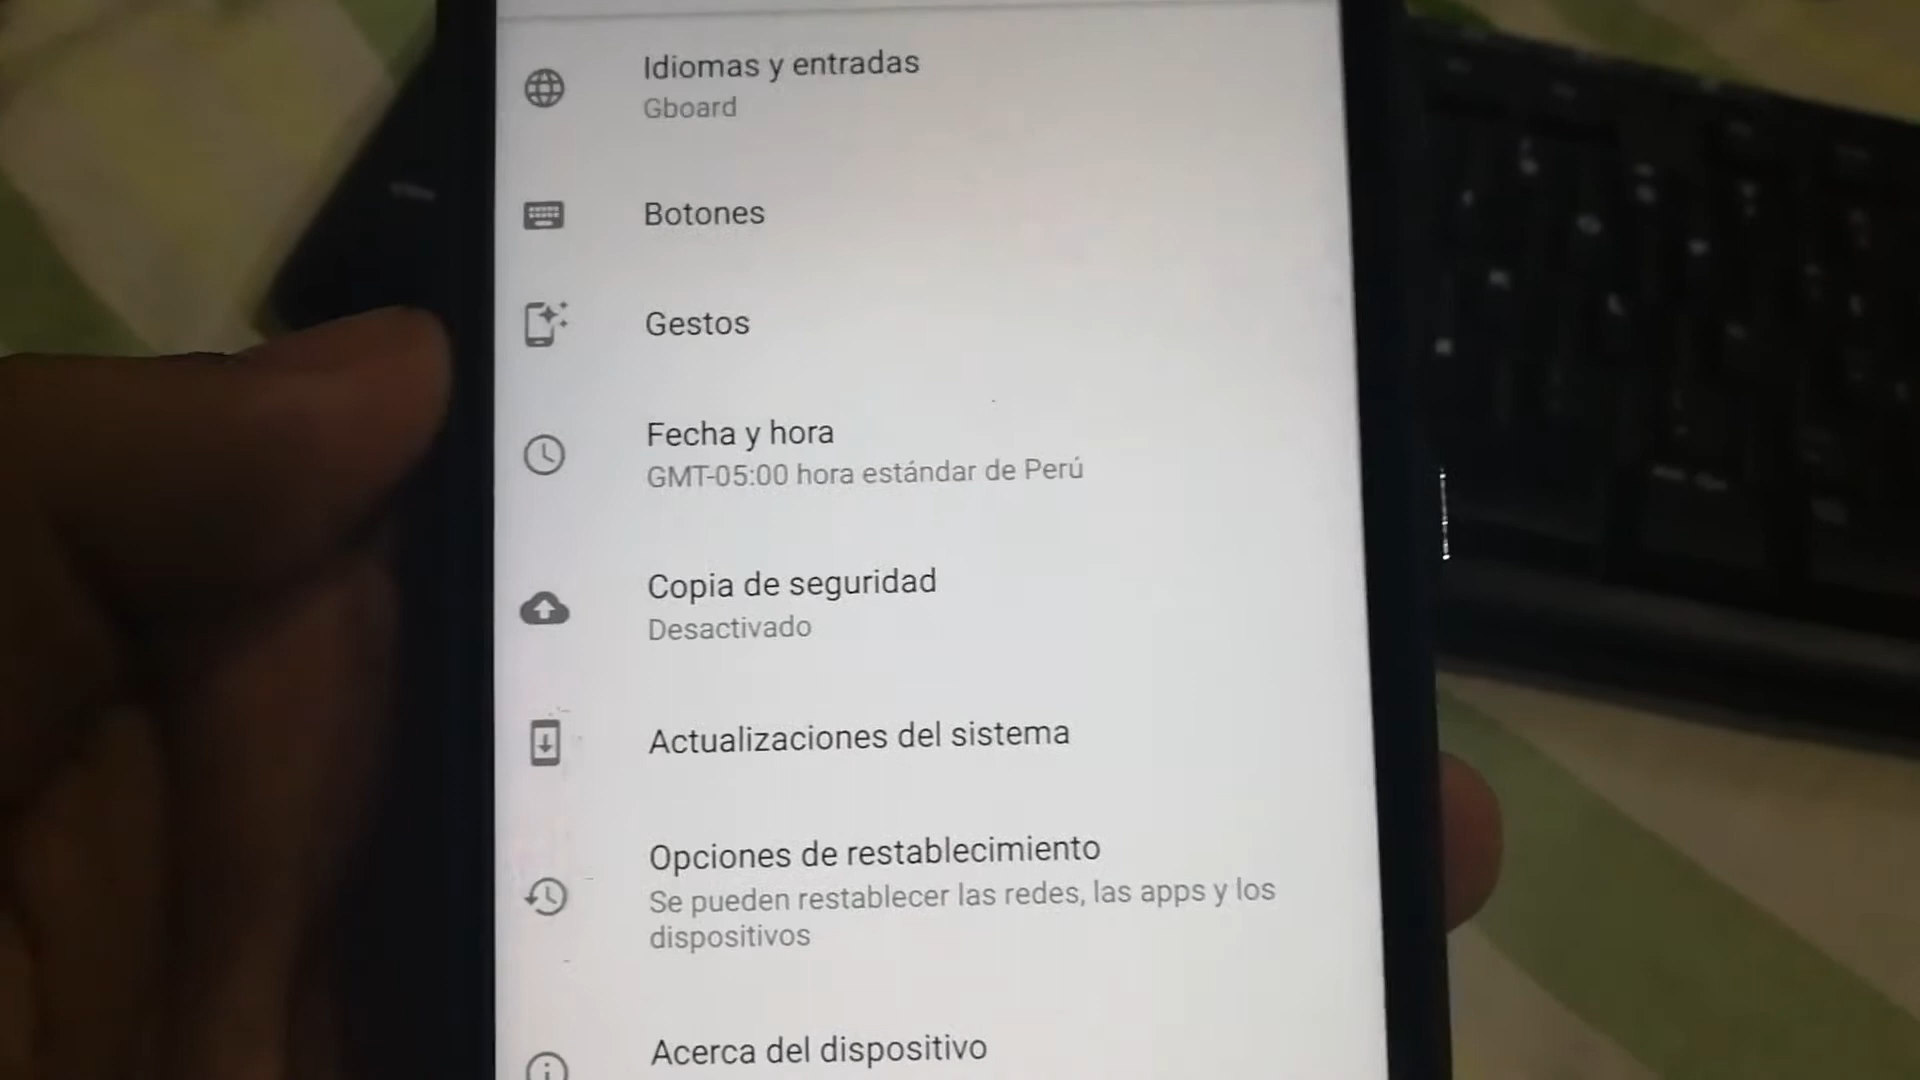 Idiomas y entradas
Gboard
Botones
Gestos
Fecha y hora
GMT-05:00 hora estándar de Perú
Copia de seguridad
Desactivado
Actualizaciones del sistema
Opciones de restablecimiento
Se pueden restablecer las redes, las apps y los
dispositivos
Acerca del dispositivo